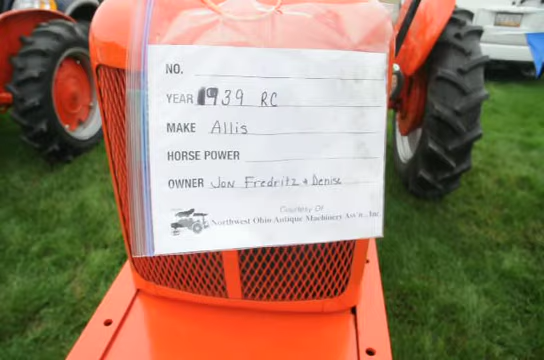 NO.
YEAR 1939 RC
MAKE Allis
HORSE POWER
OWNER Jon Fredritz & Denise
Courtesy Of
Northwest Ohio Antique Machinery Ass'n., Inc.